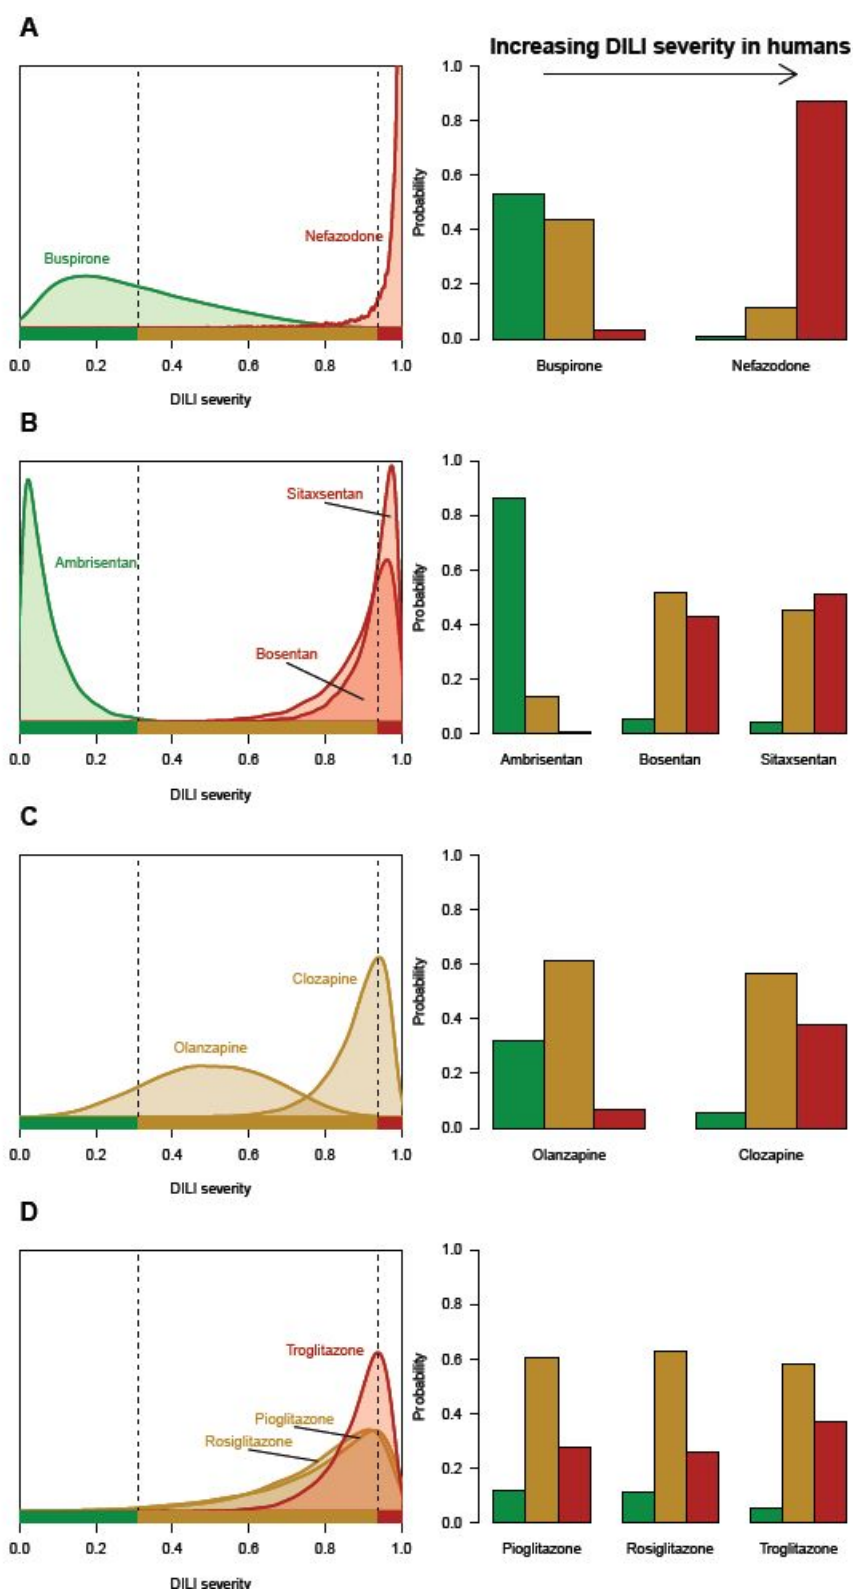 A
Increasing DILI severity in humans
Buspirone
Nefazodone
0.0 0.2 0.4 0.6 0.8 1.0
DILI severity
Probability
1.0
0.8
0.6
0.4
0.2
0.0
Buspirone Nefazodone
B
Sitaxsentan
Ambrisentan
Bosentan
0.0 0.2 0.4 0.6 0.8 1.0
DILI severity
Probability
1.0
0.8
0.6
0.4
0.2
0.0
Ambrisentan Bosentan Sitaxsentan
C
Clozapine
Olanzapine
0.0 0.2 0.4 0.6 0.8 1.0
DILI severity
Probability
1.0
0.8
0.6
0.4
0.2
0.0
Olanzapine Clozapine
D
Troglitazone
Pioglitazone
Rosiglitazone
0.0 0.2 0.4 0.6 0.8 1.0
DILI severity
Probability
1.0
0.8
0.6
0.4
0.2
0.0
Pioglitazone Rosiglitazone Troglitazone